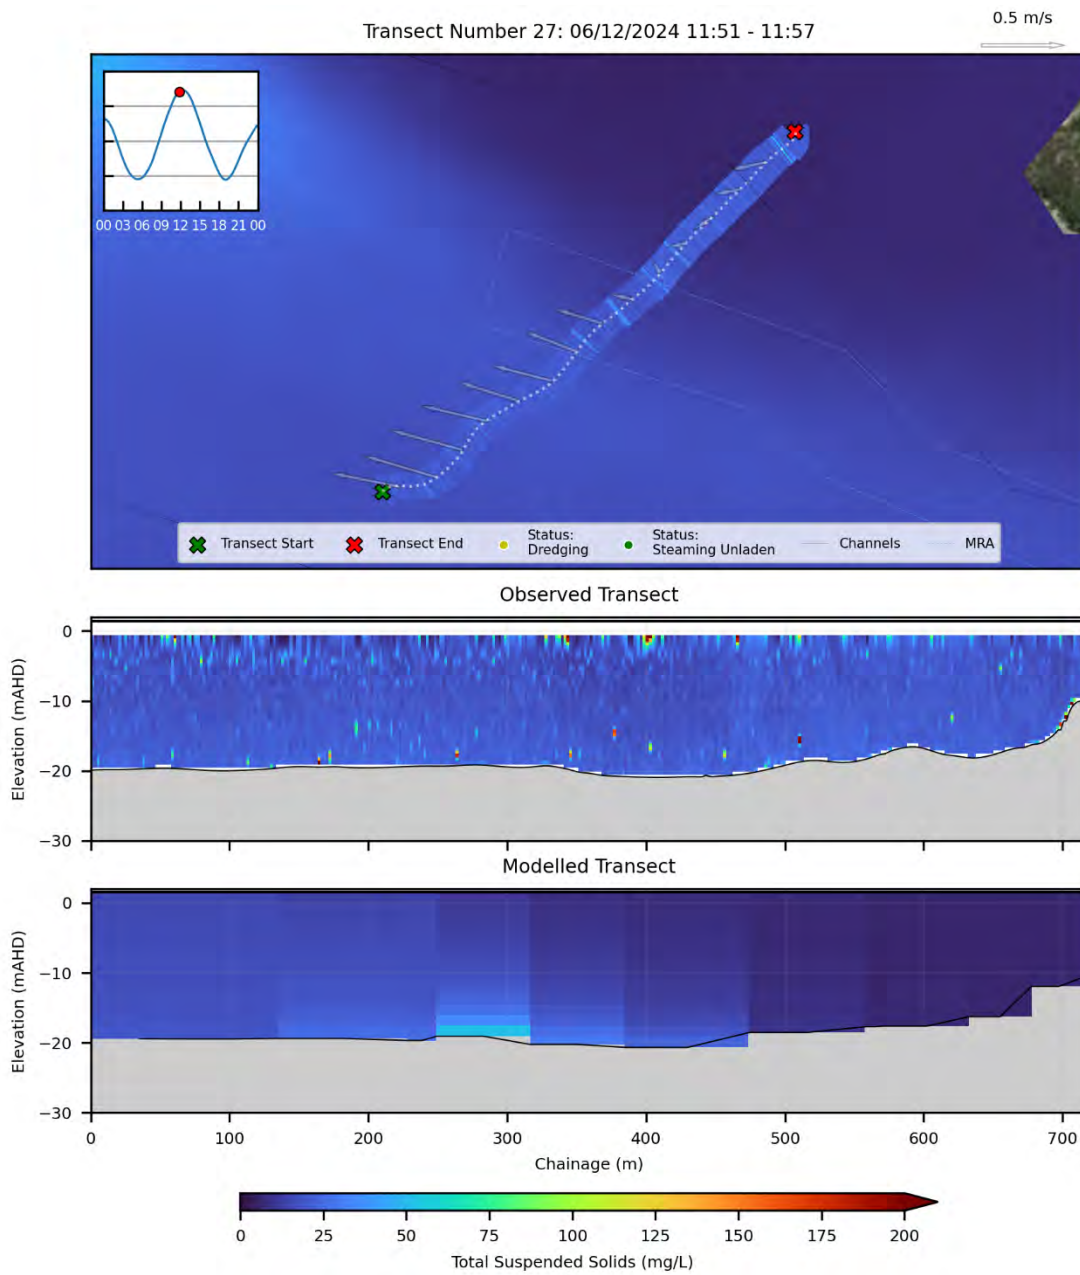 0.5 m/s
Transect Number 27: 06/12/2024 11:51 - 11:57
00 03 06 09 12 15 18 21 00
Transect Start
Transect End
Status:
Dredging
Status:
Steaming Unladen
Channels
MRA
Observed Transect
0
−10
−20
−30
Elevation (mAHD)
Modelled Transect
0
−10
−20
−30
Elevation (mAHD)
0 100 200 300 400 500 600 700
Chainage (m)
0 25 50 75 100 125 150 175 200
Total Suspended Solids (mg/L)